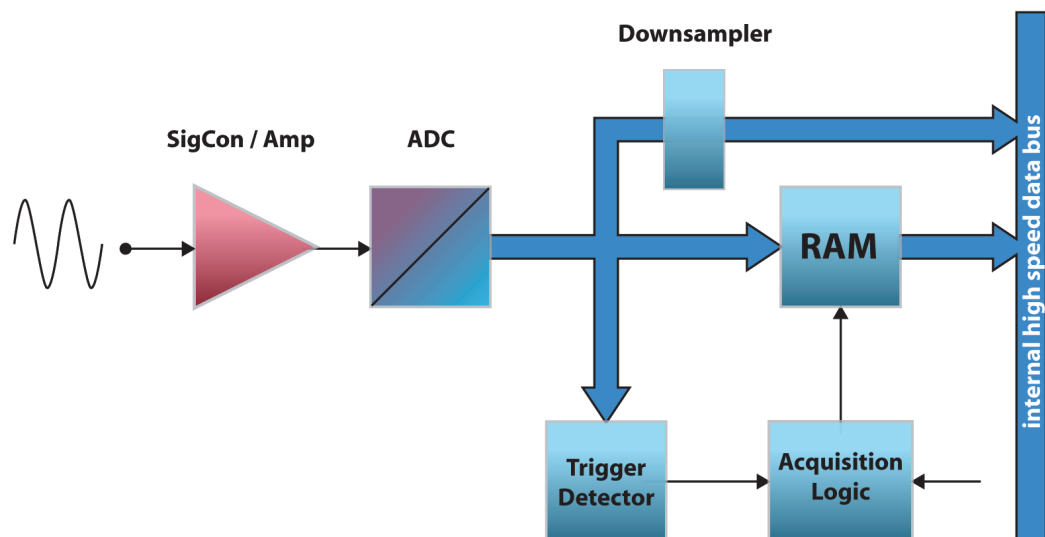 Downsampler
SigCon / Amp
ADC
RAM
internal high speed data bus
Trigger
Detector
Acquisition
Logic